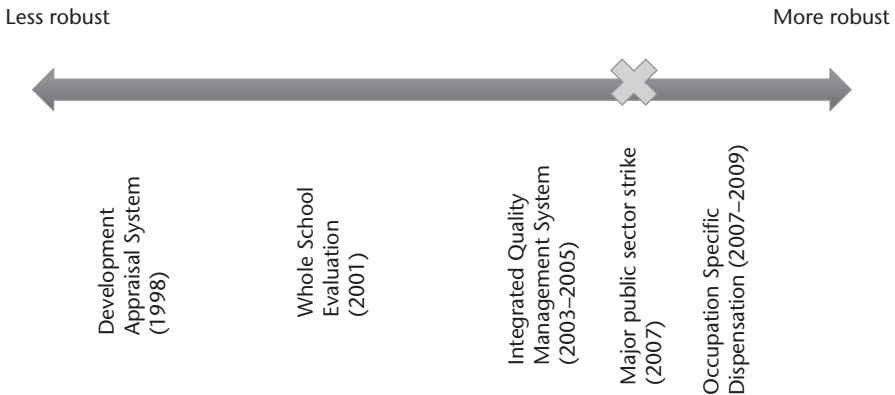 Less robust
More robust
Development
Appraisal System
(1998)
Whole School
Evaluation
(2001)
Integrated Quality
Management System
(2003–2005)
Major public sector strike
(2007)
Occupation Specific
Dispensation (2007–2009)